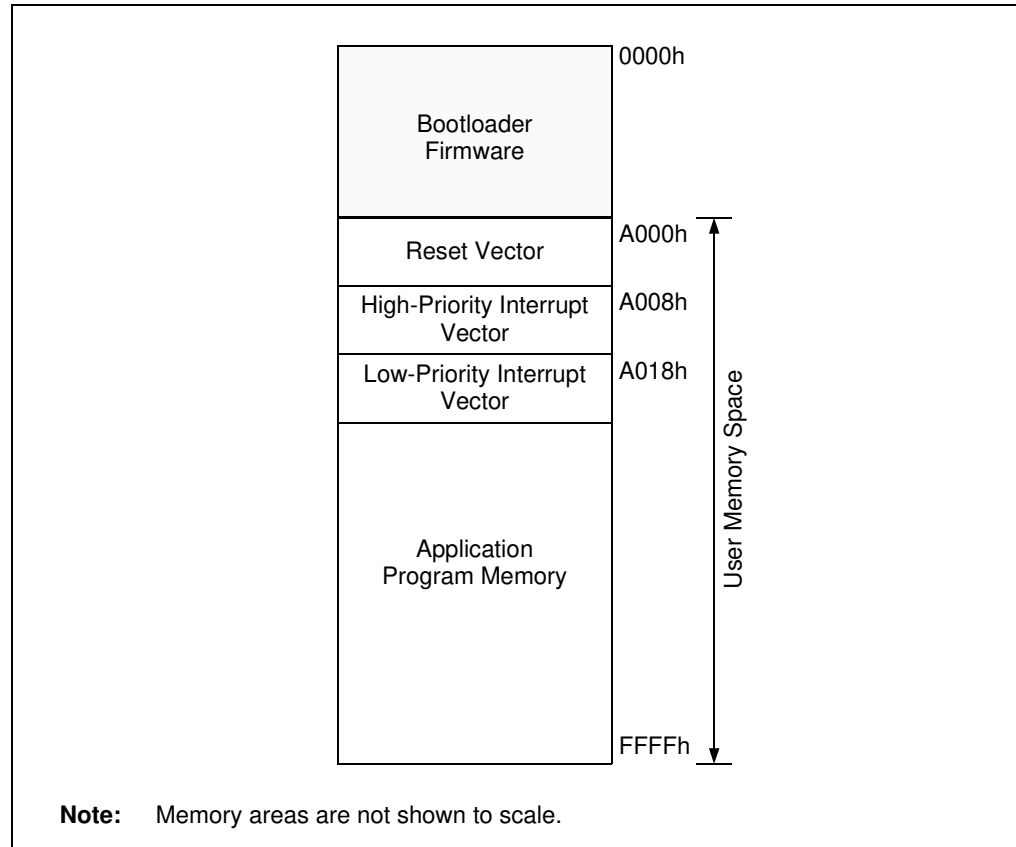 0000h
Bootloader
Firmware
A000h
Reset Vector
High-Priority Interrupt
Vector
A008h
Low-Priority Interrupt
Vector
A018h
User Memory Space
Application
Program Memory
FFFFh
Note: Memory areas are not shown to scale.